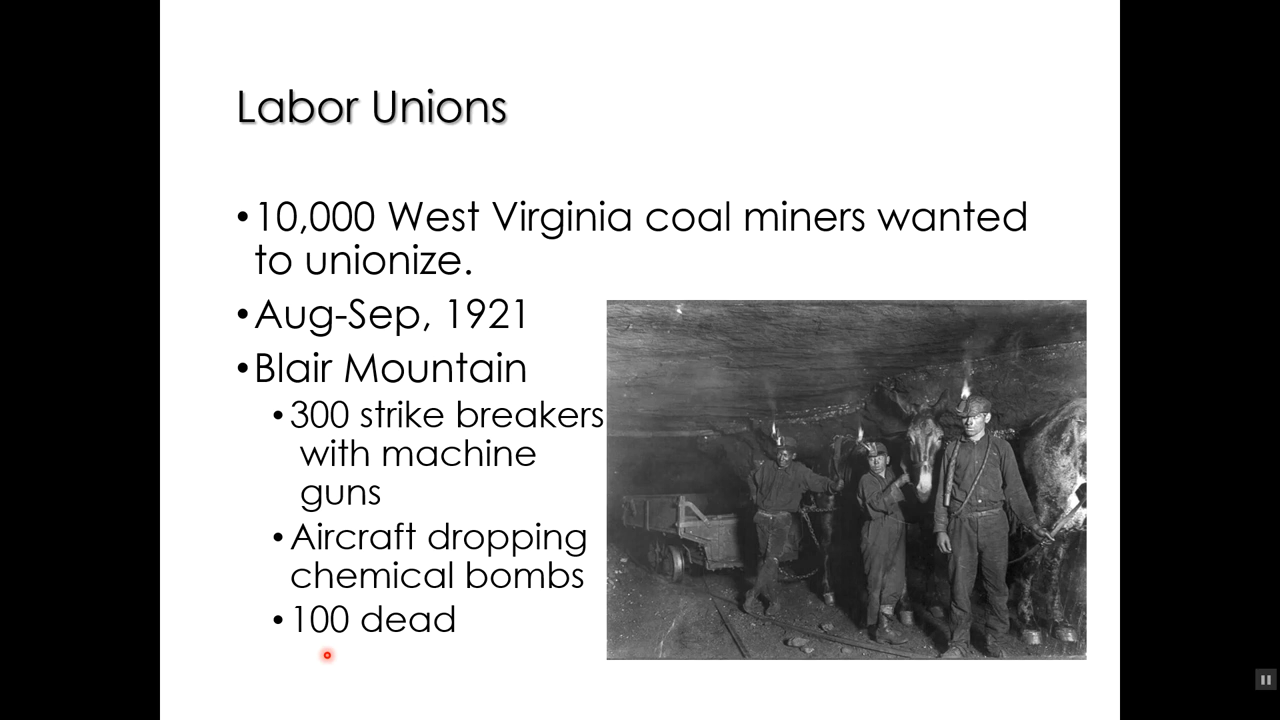 Labor Unions
•10,000 West Virginia coal miners wanted
to unionize.
•Aug-Sep, 1921
•Blair Mountain
•300 strike breakers
with machine
guns
•Aircraft dropping
chemical bombs
•100 dead